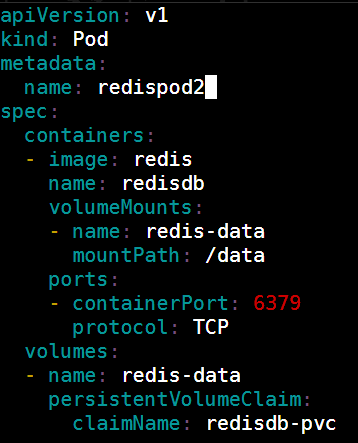 apiVersion: v1
kind: Pod
metadata:
  name: redispod2
spec:
  containers:
  - image: redis
    name: redisdb
    volumeMounts:
    - name: redis-data
      mountPath: /data
    ports:
    - containerPort: 6379
      protocol: TCP
  volumes:
  - name: redis-data
    persistentVolumeClaim:
      claimName: redisdb-pvc